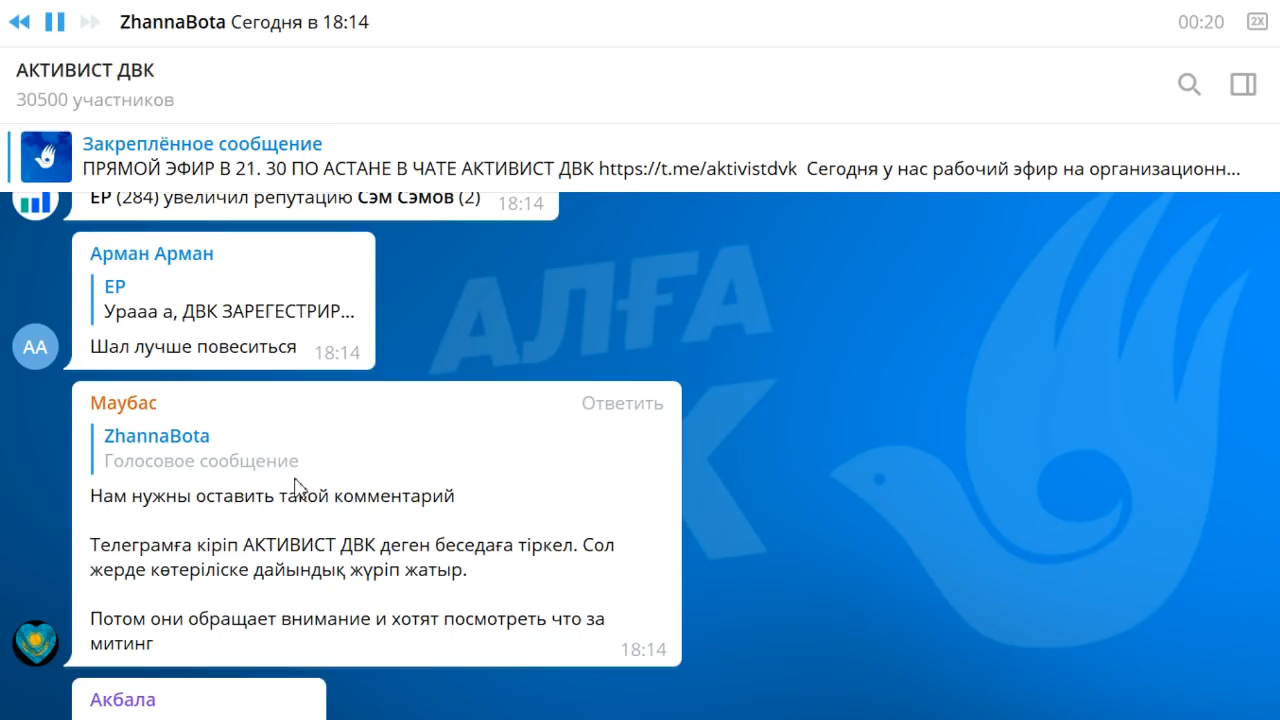 ZhannaBota Сегодня в 18:14
00:20
2X
АКТИВИСТ ДВК
30500 участников
Закреплённое сообщение
ПРЯМОЙ ЭФИР В 21. 30 ПО АСТАНЕ В ЧАТЕ АКТИВИСТ ДВК https://t.me/aktivistdvk Сегодня у нас рабочий эфир на организационн...
ЕР (284) увеличил репутацию Сэм Сэмов (2)
18:14
Арман Арман
ЕР
Урааа а, ДВК ЗАРЕГЕСТРИР...
АА
Шал лучше повеситься
18:14
АЛҒА
К
Маубас
Ответить
ZhannaBota
Голосовое сообщение
Нам нужны оставить такой комментарий
Телеграмға кіріп АКТИВИСТ ДВК деген беседаға тіркел. Сол
жерде көтеріліске дайындық жүріп жатыр.
Потом они обращает внимание и хотят посмотреть что за
митинг
18:14
Акбала